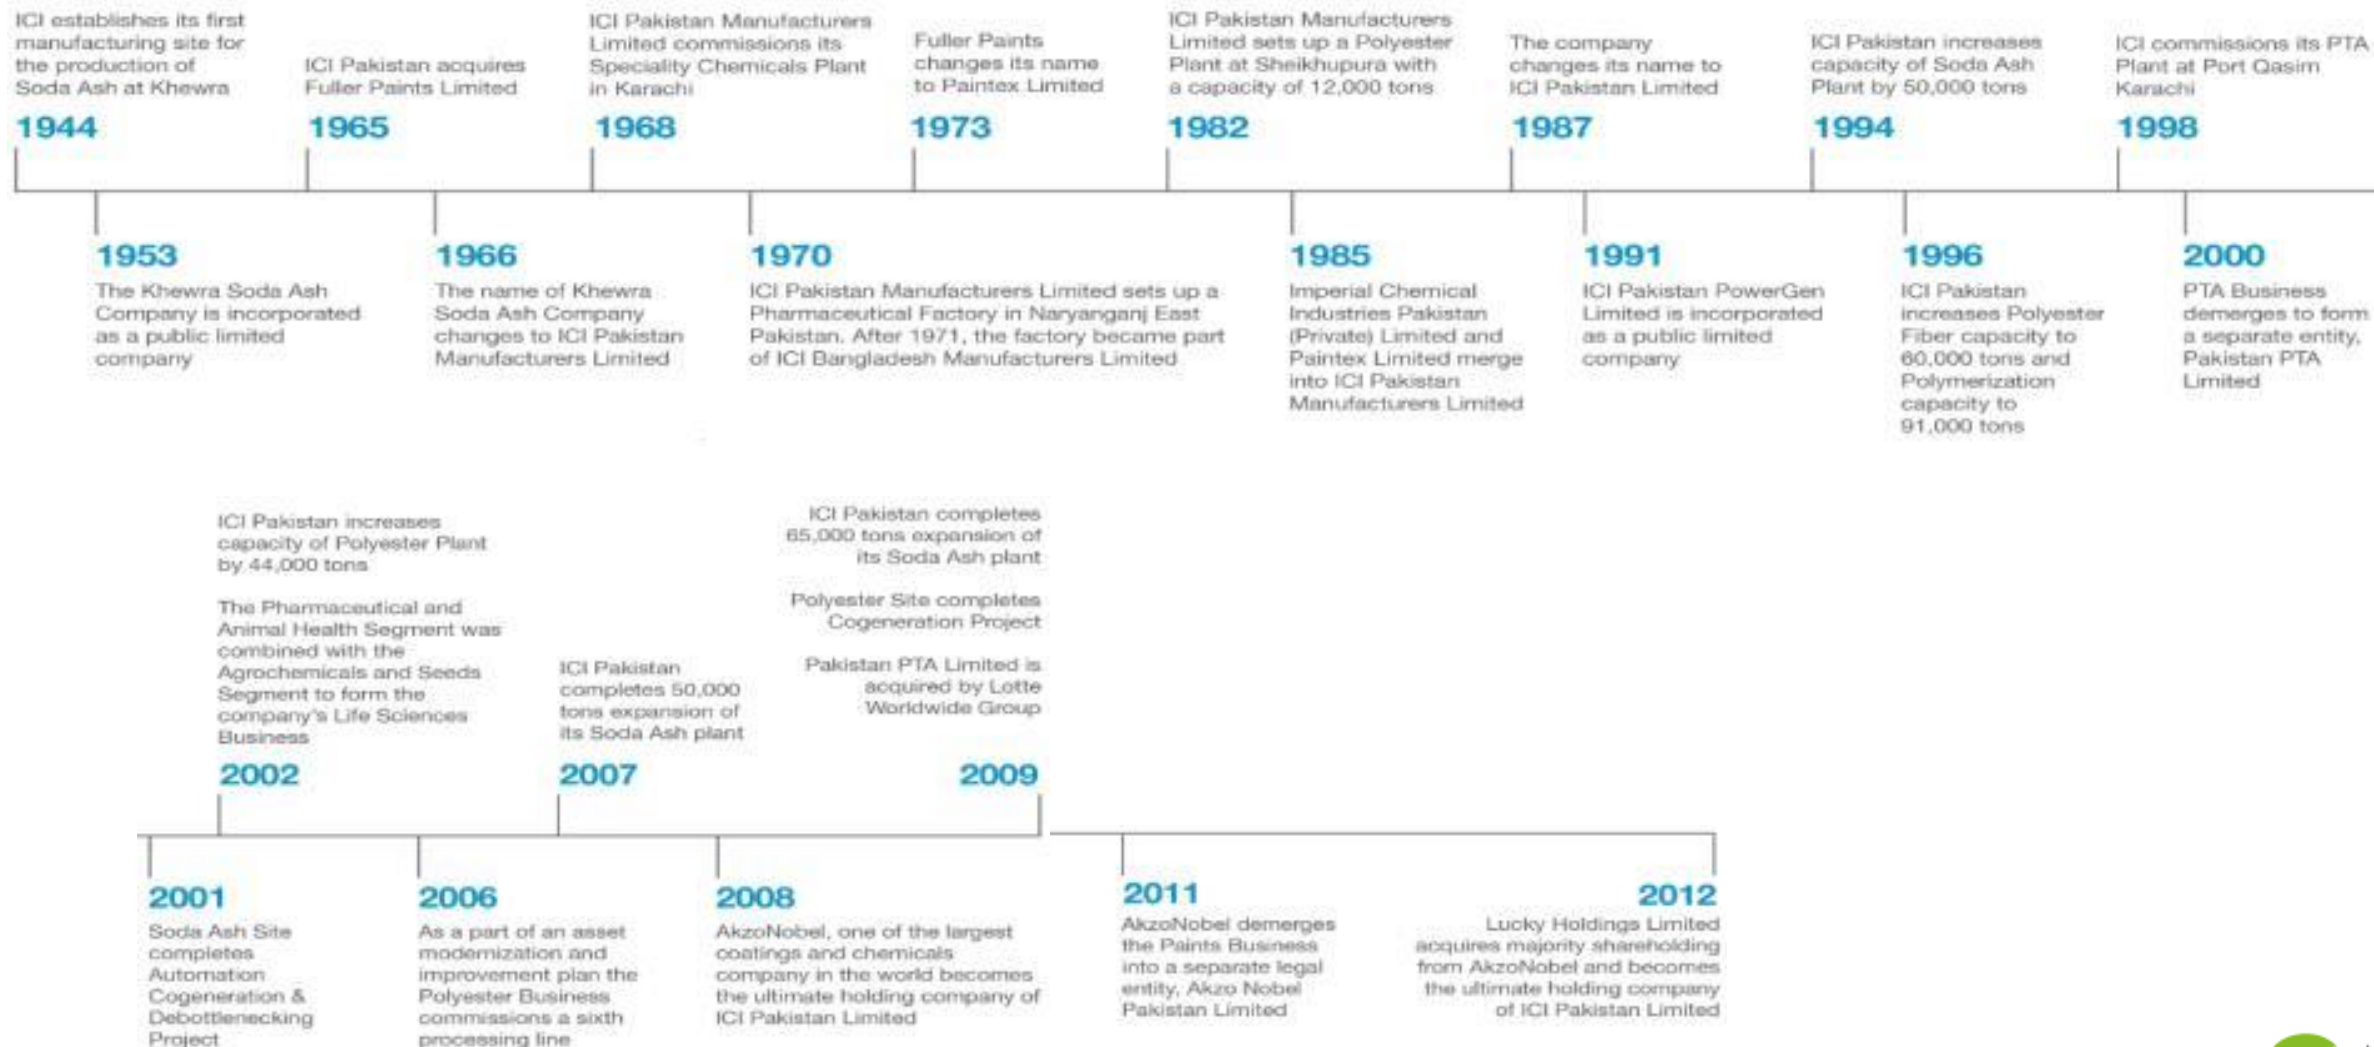 ICI establishes its first
manufacturing site for
the production of
Soda Ash at Khewra
1944
ICI Pakistan acquires
Fuller Paints Limited
1965
ICI Pakistan Manufacturers
Limited commissions its
Speciality Chemicals Plant
in Karachi
1968
Fuller Paints
changes its name
to Paintex Limited
1973
ICI Pakistan Manufacturers
Limited sets up a Polyester
Plant at Sheikhupura with
a capacity of 12,000 tons
1982
The company
changes its name to
ICI Pakistan Limited
1987
ICI Pakistan increases
capacity of Soda Ash
Plant by 50,000 tons
1994
ICI commissions its PTA
Plant at Port Qasim
Karachi
1998
1953
The Khewra Soda Ash
Company is incorporated
as a public limited
company
1966
The name of Khewra
Soda Ash Company
changes to ICI Pakistan
Manufacturers Limited
1970
ICI Pakistan Manufacturers Limited sets up a
Pharmaceutical Factory in Naryanganj East
Pakistan. After 1971, the factory became part
of ICI Bangladesh Manufacturers Limited
1985
Imperial Chemical
Industries Pakistan
(Private) Limited and
Paintex Limited merge
into ICI Pakistan
Manufacturers Limited
1991
ICI Pakistan PowerGen
Limited is incorporated
as a public limited
company
1996
ICI Pakistan
increases Polyester
Fiber capacity to
60,000 tons and
Polymerization
capacity to
91,000 tons
2000
PTA Business
demerges to form
a separate entity,
Pakistan PTA
Limited
ICI Pakistan increases
capacity of Polyester Plant
by 44,000 tons
The Pharmaceutical and
Animal Health Segment was
combined with the
Agrochemicals and Seeds
Segment to form the
company's Life Sciences
Business
2002
ICI Pakistan
completes 50,000
tons expansion of
its Soda Ash plant
2007
ICI Pakistan completes
65,000 tons expansion of
its Soda Ash plant
Polyester Site completes
Cogeneration Project
Pakistan PTA Limited is
acquired by Lotte
Worldwide Group
2009
2001
Soda Ash Site
completes
Automation
Cogeneration &
Debottlenecking
Project
2006
As a part of an asset
modernization and
improvement plan the
Polyester Business
commissions a sixth
processing line
2008
AkzoNobel, one of the largest
coatings and chemicals
company in the world becomes
the ultimate holding company of
ICI Pakistan Limited
2011
AkzoNobel demerges
the Paints Business
into a separate legal
entity, Akzo Nobel
Pakistan Limited
2012
Lucky Holdings Limited
acquires majority shareholding
from AkzoNobel and becomes
the ultimate holding company
of ICI Pakistan Limited